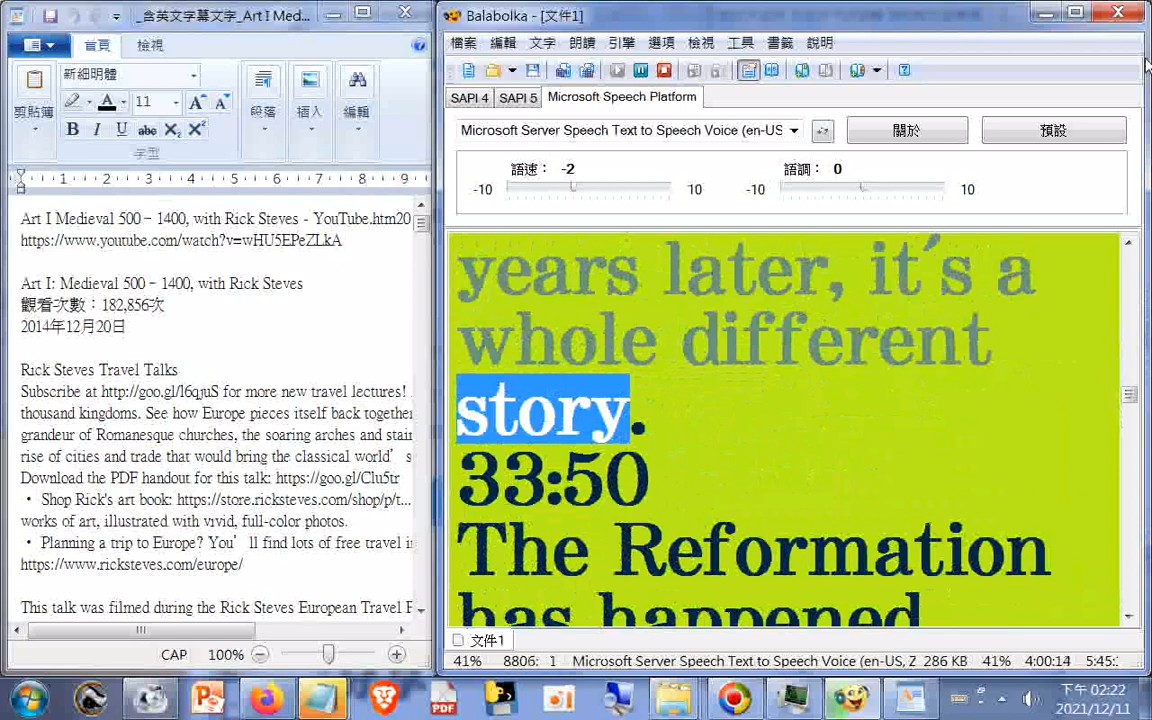 _含英文字幕文字_Art I Med...
首頁
檢視
新細明體
11
剪貼簿
段落
插入
編輯
B I U abc X₂ X²
字型
1 2 3 4 5 6 7 8 9
Art I Medieval 500－1400, with Rick Steves - YouTube.htm20
https://www.youtube.com/watch?v=wHU5EPeZLkA
Art I: Medieval 500－1400, with Rick Steves
觀看次數：182,856次
2014年12月20日
Rick Steves Travel Talks
Subscribe at http://goo.gl/l6qjuS for more new travel lectures!
thousand kingdoms. See how Europe pieces itself back together
grandeur of Romanesque churches, the soaring arches and stai
rise of cities and trade that would bring the classical world’s
Download the PDF handout for this talk: https://goo.gl/Clu5tr
• Shop Rick's art book: https://store.ricksteves.com/shop/p/t...
works of art, illustrated with vivid, full-color photos.
• Planning a trip to Europe? You’ll find lots of free travel i
https://www.ricksteves.com/europe/
This talk was filmed during the Rick Steves European Travel F
CAP 100%
Balabolka - [文件1]
檔案 編輯 文字 朗讀 引擎 選項 檢視 工具 書籤 說明
SAPI 4 SAPI 5 Microsoft Speech Platform
Microsoft Server Speech Text to Speech Voice (en-US
關於
預設
語速： -2
語調： 0
-10 10 -10 10
years later, it's a
whole different
story.
33:50
The Reformation
has happened
文件1
41% 8806: 1 Microsoft Server Speech Text to Speech Voice (en-US, Z 286 KB 41% 4:00:14 5:45:
PDF
下午 02:22
2021/12/11